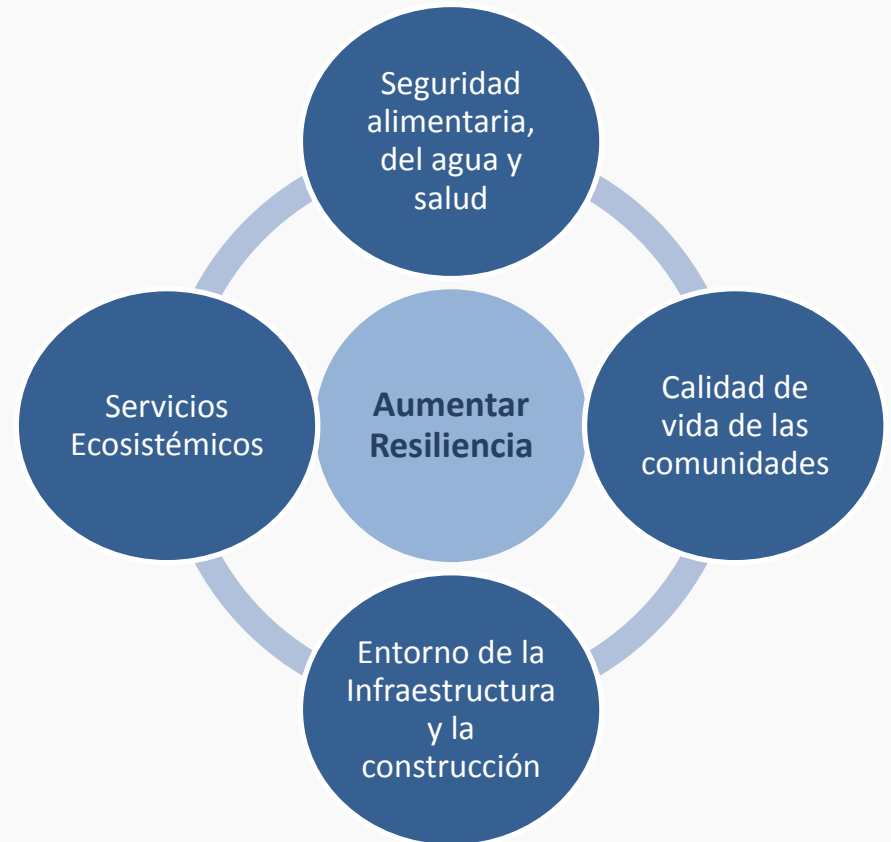 Seguridad
alimentaria,
del agua y
salud
Servicios
Ecosistémicos
Aumentar
Resiliencia
Calidad de
vida de las
comunidades
Entorno de la
Infraestructura
y la
construcción